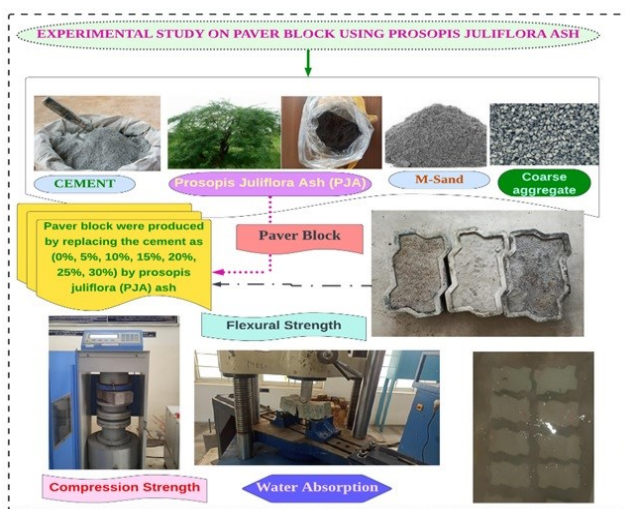 EXPERIMENTAL STUDY ON PAVER BLOCK USING PROSOPIS JULIFLORA ASH
CEMENT
Prosopis Juliflora Ash (PJA)
M-Sand
Coarse
aggregate
Paver block were produced
by replacing the cement as
(0%, 5%, 10%, 15%, 20%,
25%, 30%) by prosopis
juliflora (PJA) ash
Paver Block
Flexural Strength
Compression Strength
Water Absorption